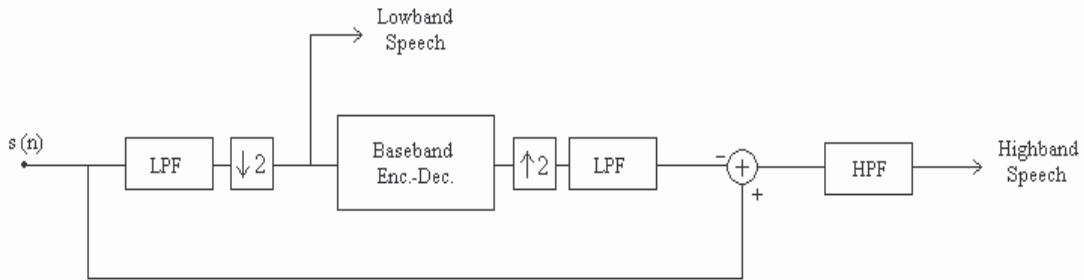 Lowband
Speech
s (n)
LPF
↓2
Baseband
Enc.-Dec.
↑2
LPF
-
+
+
HPF
Highband
Speech